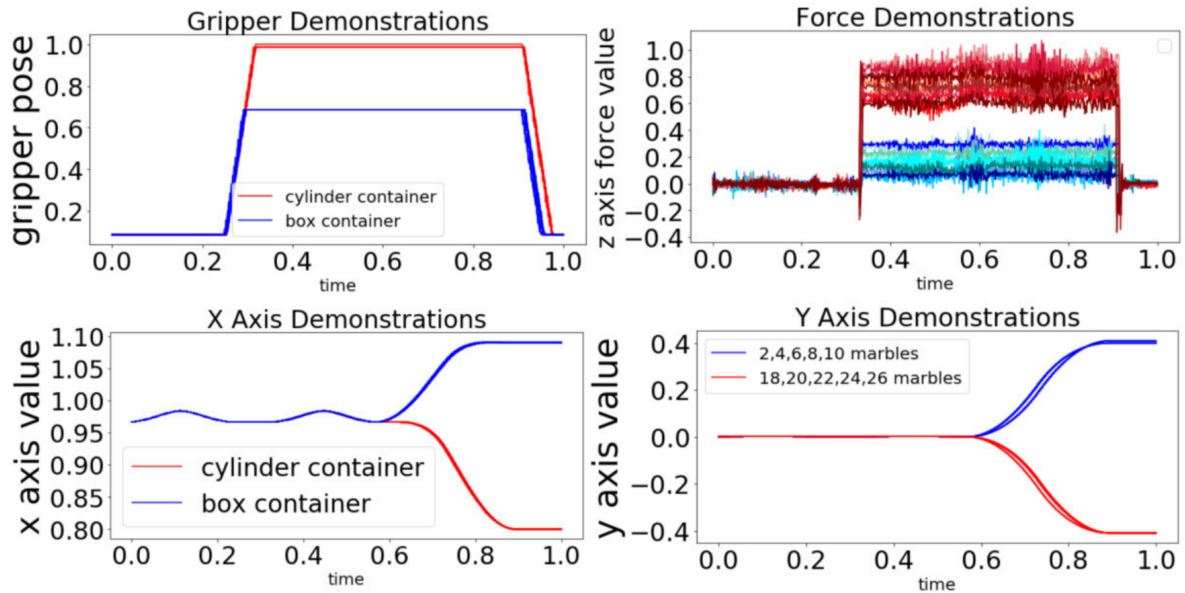 Gripper Demonstrations
gripper pose
1.0
0.8
0.6
0.4
0.2
cylinder container
box container
0.0 0.2 0.4 0.6 0.8 1.0
time
Force Demonstrations
z axis force value
1.0
0.8
0.6
0.4
0.2
0.0
−0.2
−0.4
0.0 0.2 0.4 0.6 0.8 1.0
time
X Axis Demonstrations
x axis value
1.10
1.05
1.00
0.95
0.90
0.85
0.80
cylinder container
box container
0.0 0.2 0.4 0.6 0.8 1.0
time
Y Axis Demonstrations
y axis value
0.4
0.2
0.0
−0.2
−0.4
2,4,6,8,10 marbles
18,20,22,24,26 marbles
0.0 0.2 0.4 0.6 0.8 1.0
time